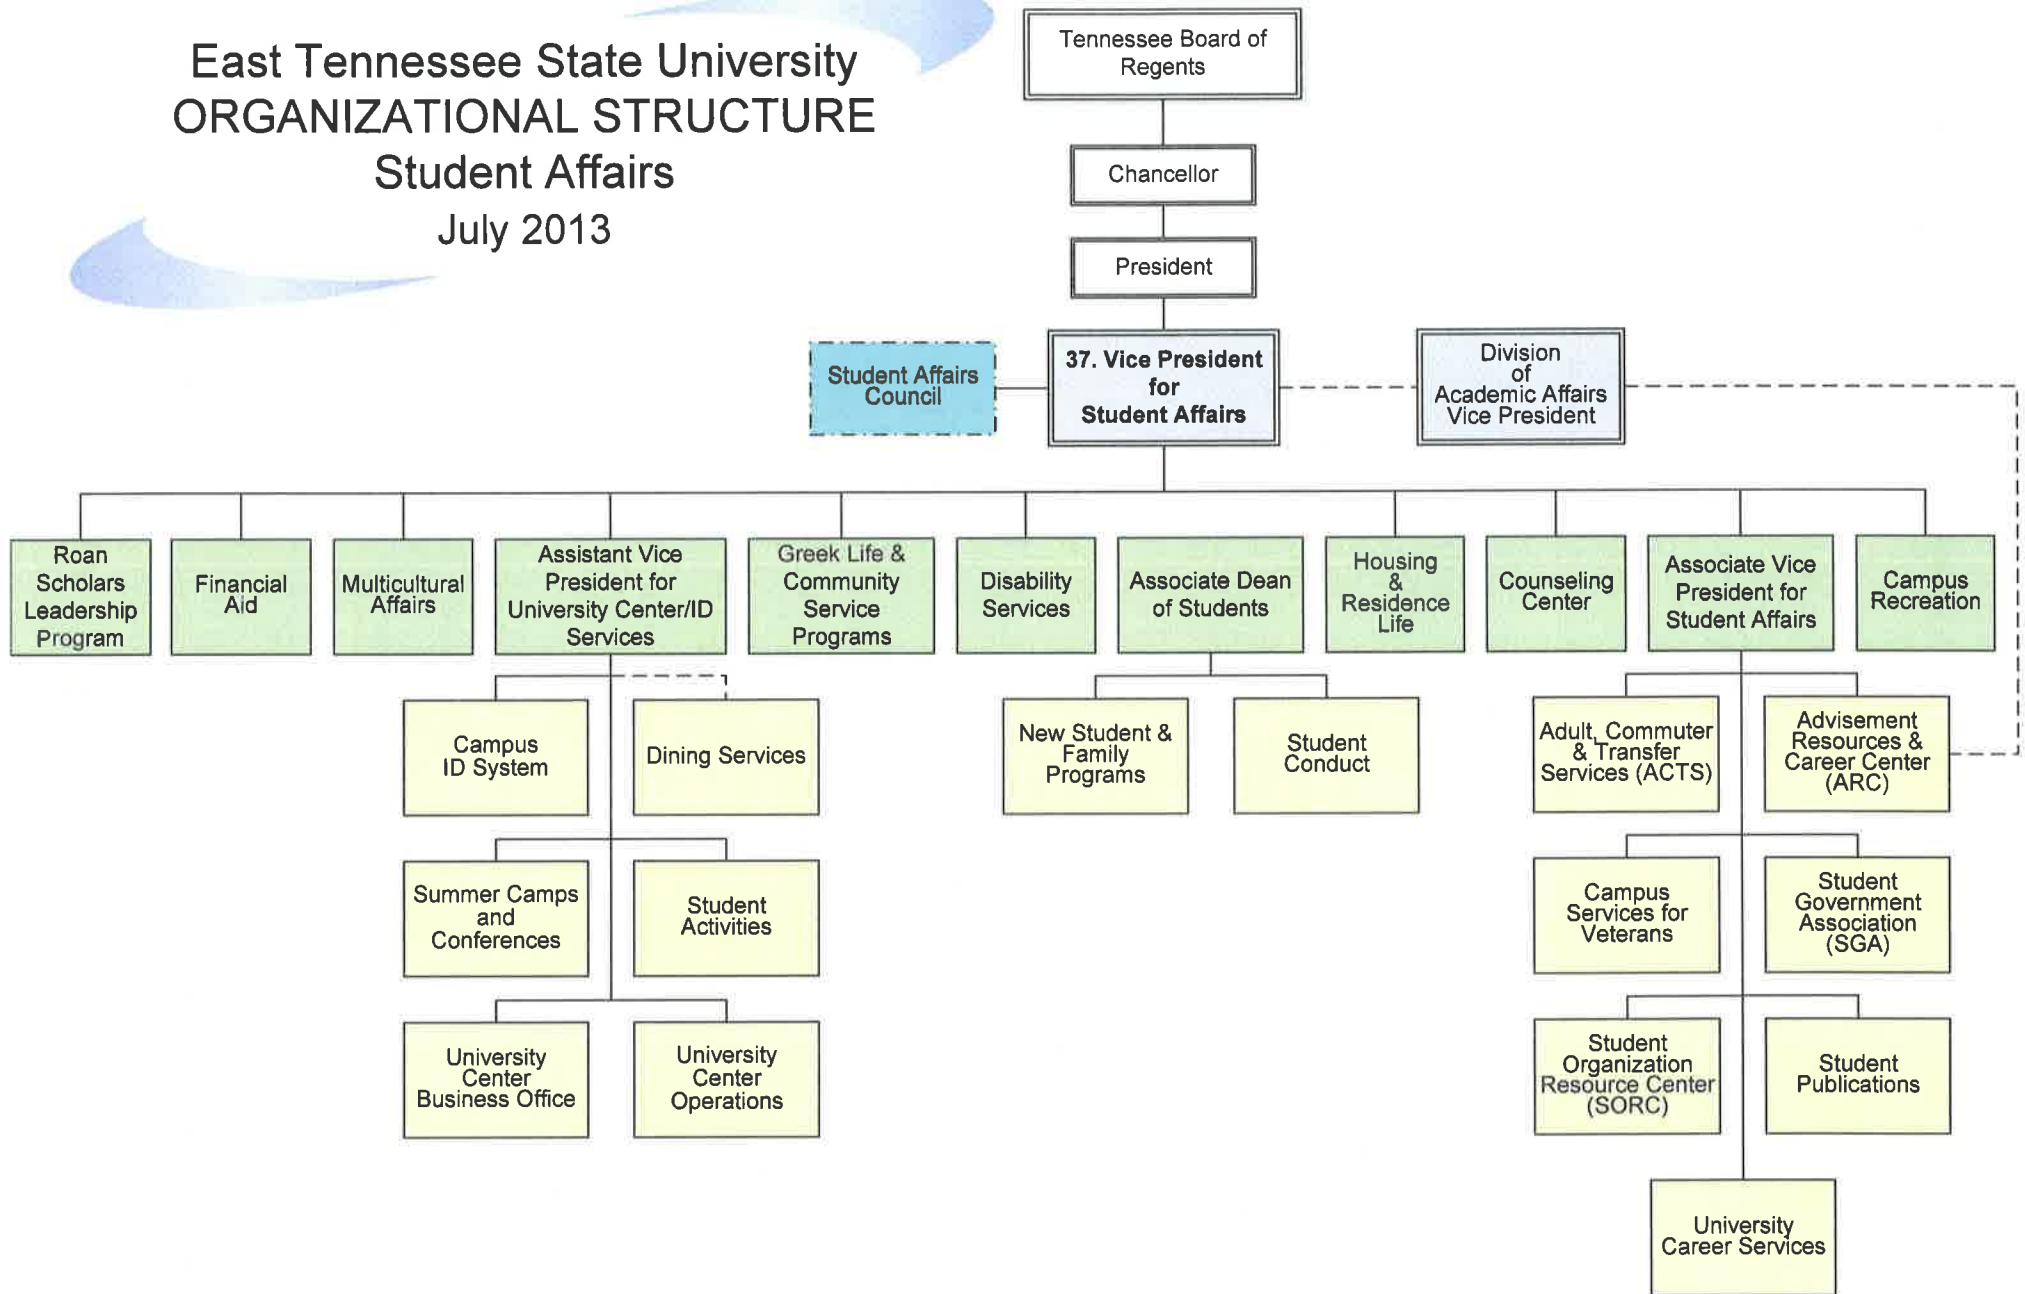 East Tennessee State University
ORGANIZATIONAL STRUCTURE
Student Affairs
July 2013
Tennessee Board of
Regents
Chancellor
President
Student Affairs
Council
37. Vice President
for
Student Affairs
Division
of
Academic Affairs
Vice President
Roan
Scholars
Leadership
Program
Financial
Aid
Multicultural
Affairs
Assistant Vice
President for
University Center/ID
Services
Greek Life &
Community
Service
Programs
Disability
Services
Associate Dean
of Students
Housing
&
Residence
Life
Counseling
Center
Associate Vice
President for
Student Affairs
Campus
Recreation
Campus
ID System
Dining Services
New Student &
Family
Programs
Student
Conduct
Adult, Commuter
& Transfer
Services (ACTS)
Advisement
Resources &
Career Center
(ARC)
Summer Camps
and
Conferences
Student
Activities
Campus
Services for
Veterans
Student
Government
Association
(SGA)
University
Center
Business Office
University
Center
Operations
Student
Organization
Resource Center
(SORC)
Student
Publications
University
Career Services